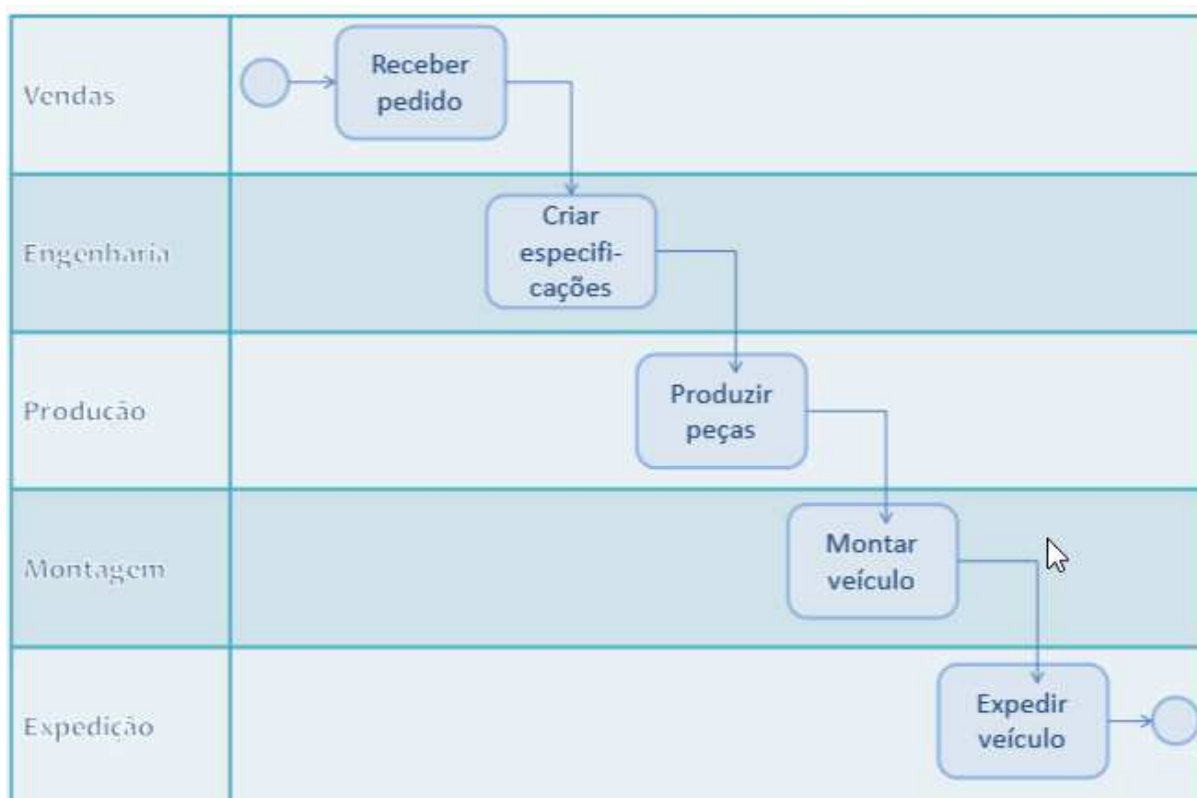 Vendas
Receber
pedido
Engenharia
Criar
especifi-
cações
Producão
Produzir
peças
Montagem
Montar
veículo
Expedição
Expedir
veículo